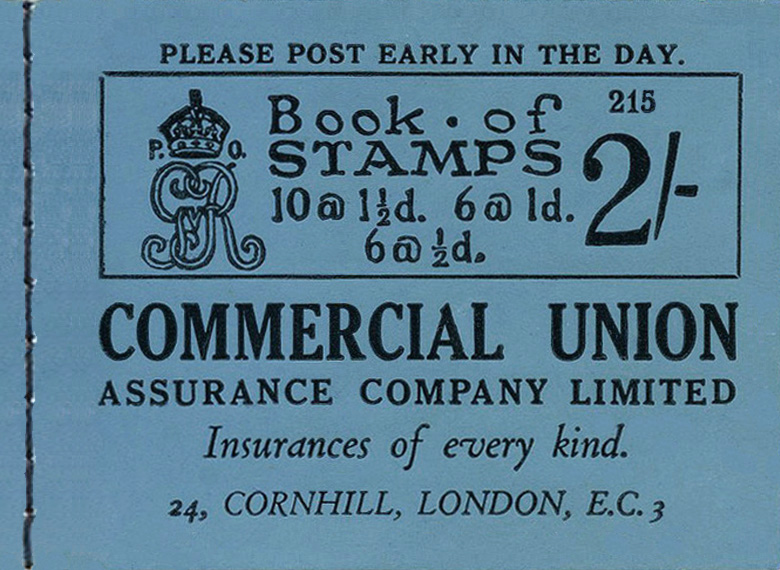 PLEASE POST EARLY IN THE DAY.
P. O.
Book · of
STAMPS
215
2/-
10@1½d. 6@1d.
6@½d.
COMMERCIAL UNION
ASSURANCE COMPANY LIMITED
Insurances of every kind.
24, CORNHILL, LONDON, E.C. 3